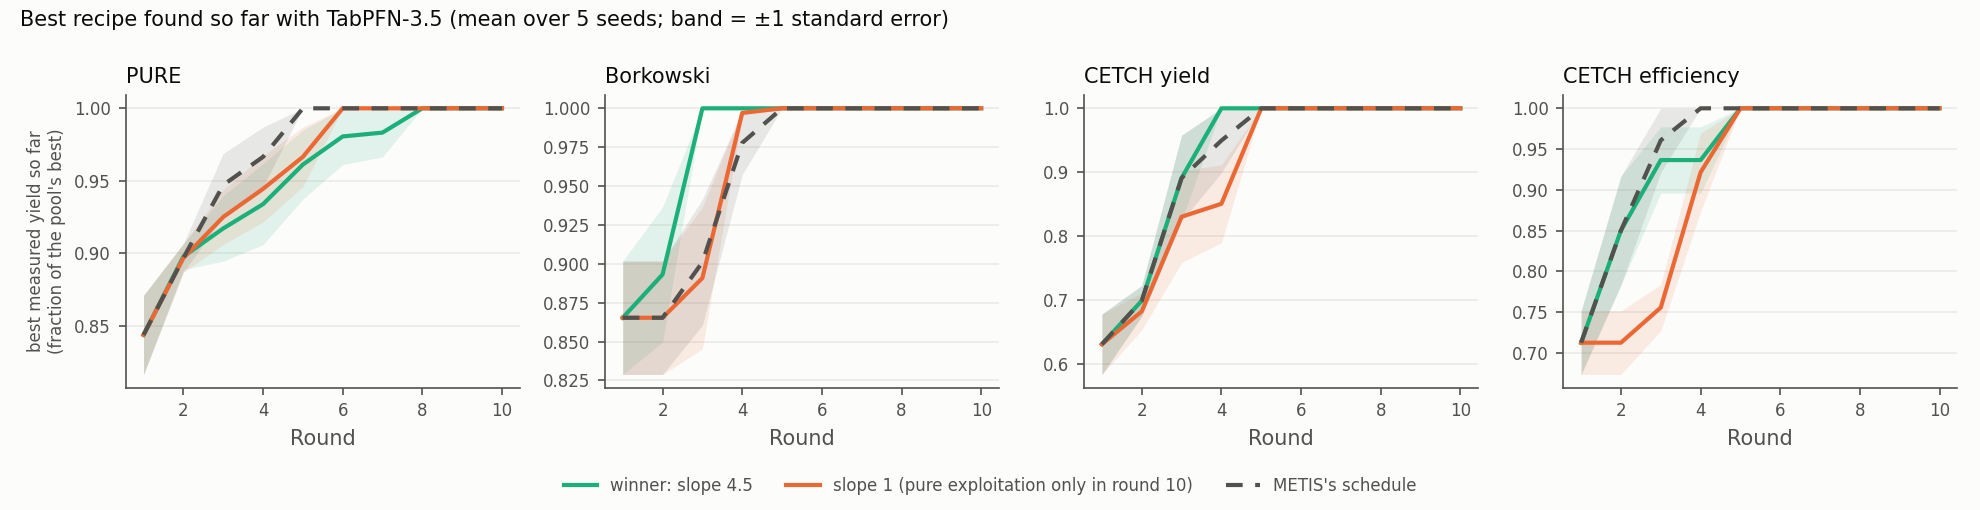 Best recipe found so far with TabPFN-3.5 (mean over 5 seeds; band = ±1 standard error)
PURE
best measured yield so far
(fraction of the pool's best)
1.00
0.95
0.90
0.85
2 4 6 8 10
Round
Borkowski
1.000
0.975
0.950
0.925
0.900
0.875
0.850
0.825
2 4 6 8 10
Round
CETCH yield
1.0
0.9
0.8
0.7
0.6
2 4 6 8 10
Round
CETCH efficiency
1.00
0.95
0.90
0.85
0.80
0.75
0.70
2 4 6 8 10
Round
winner: slope 4.5
slope 1 (pure exploitation only in round 10)
METIS's schedule